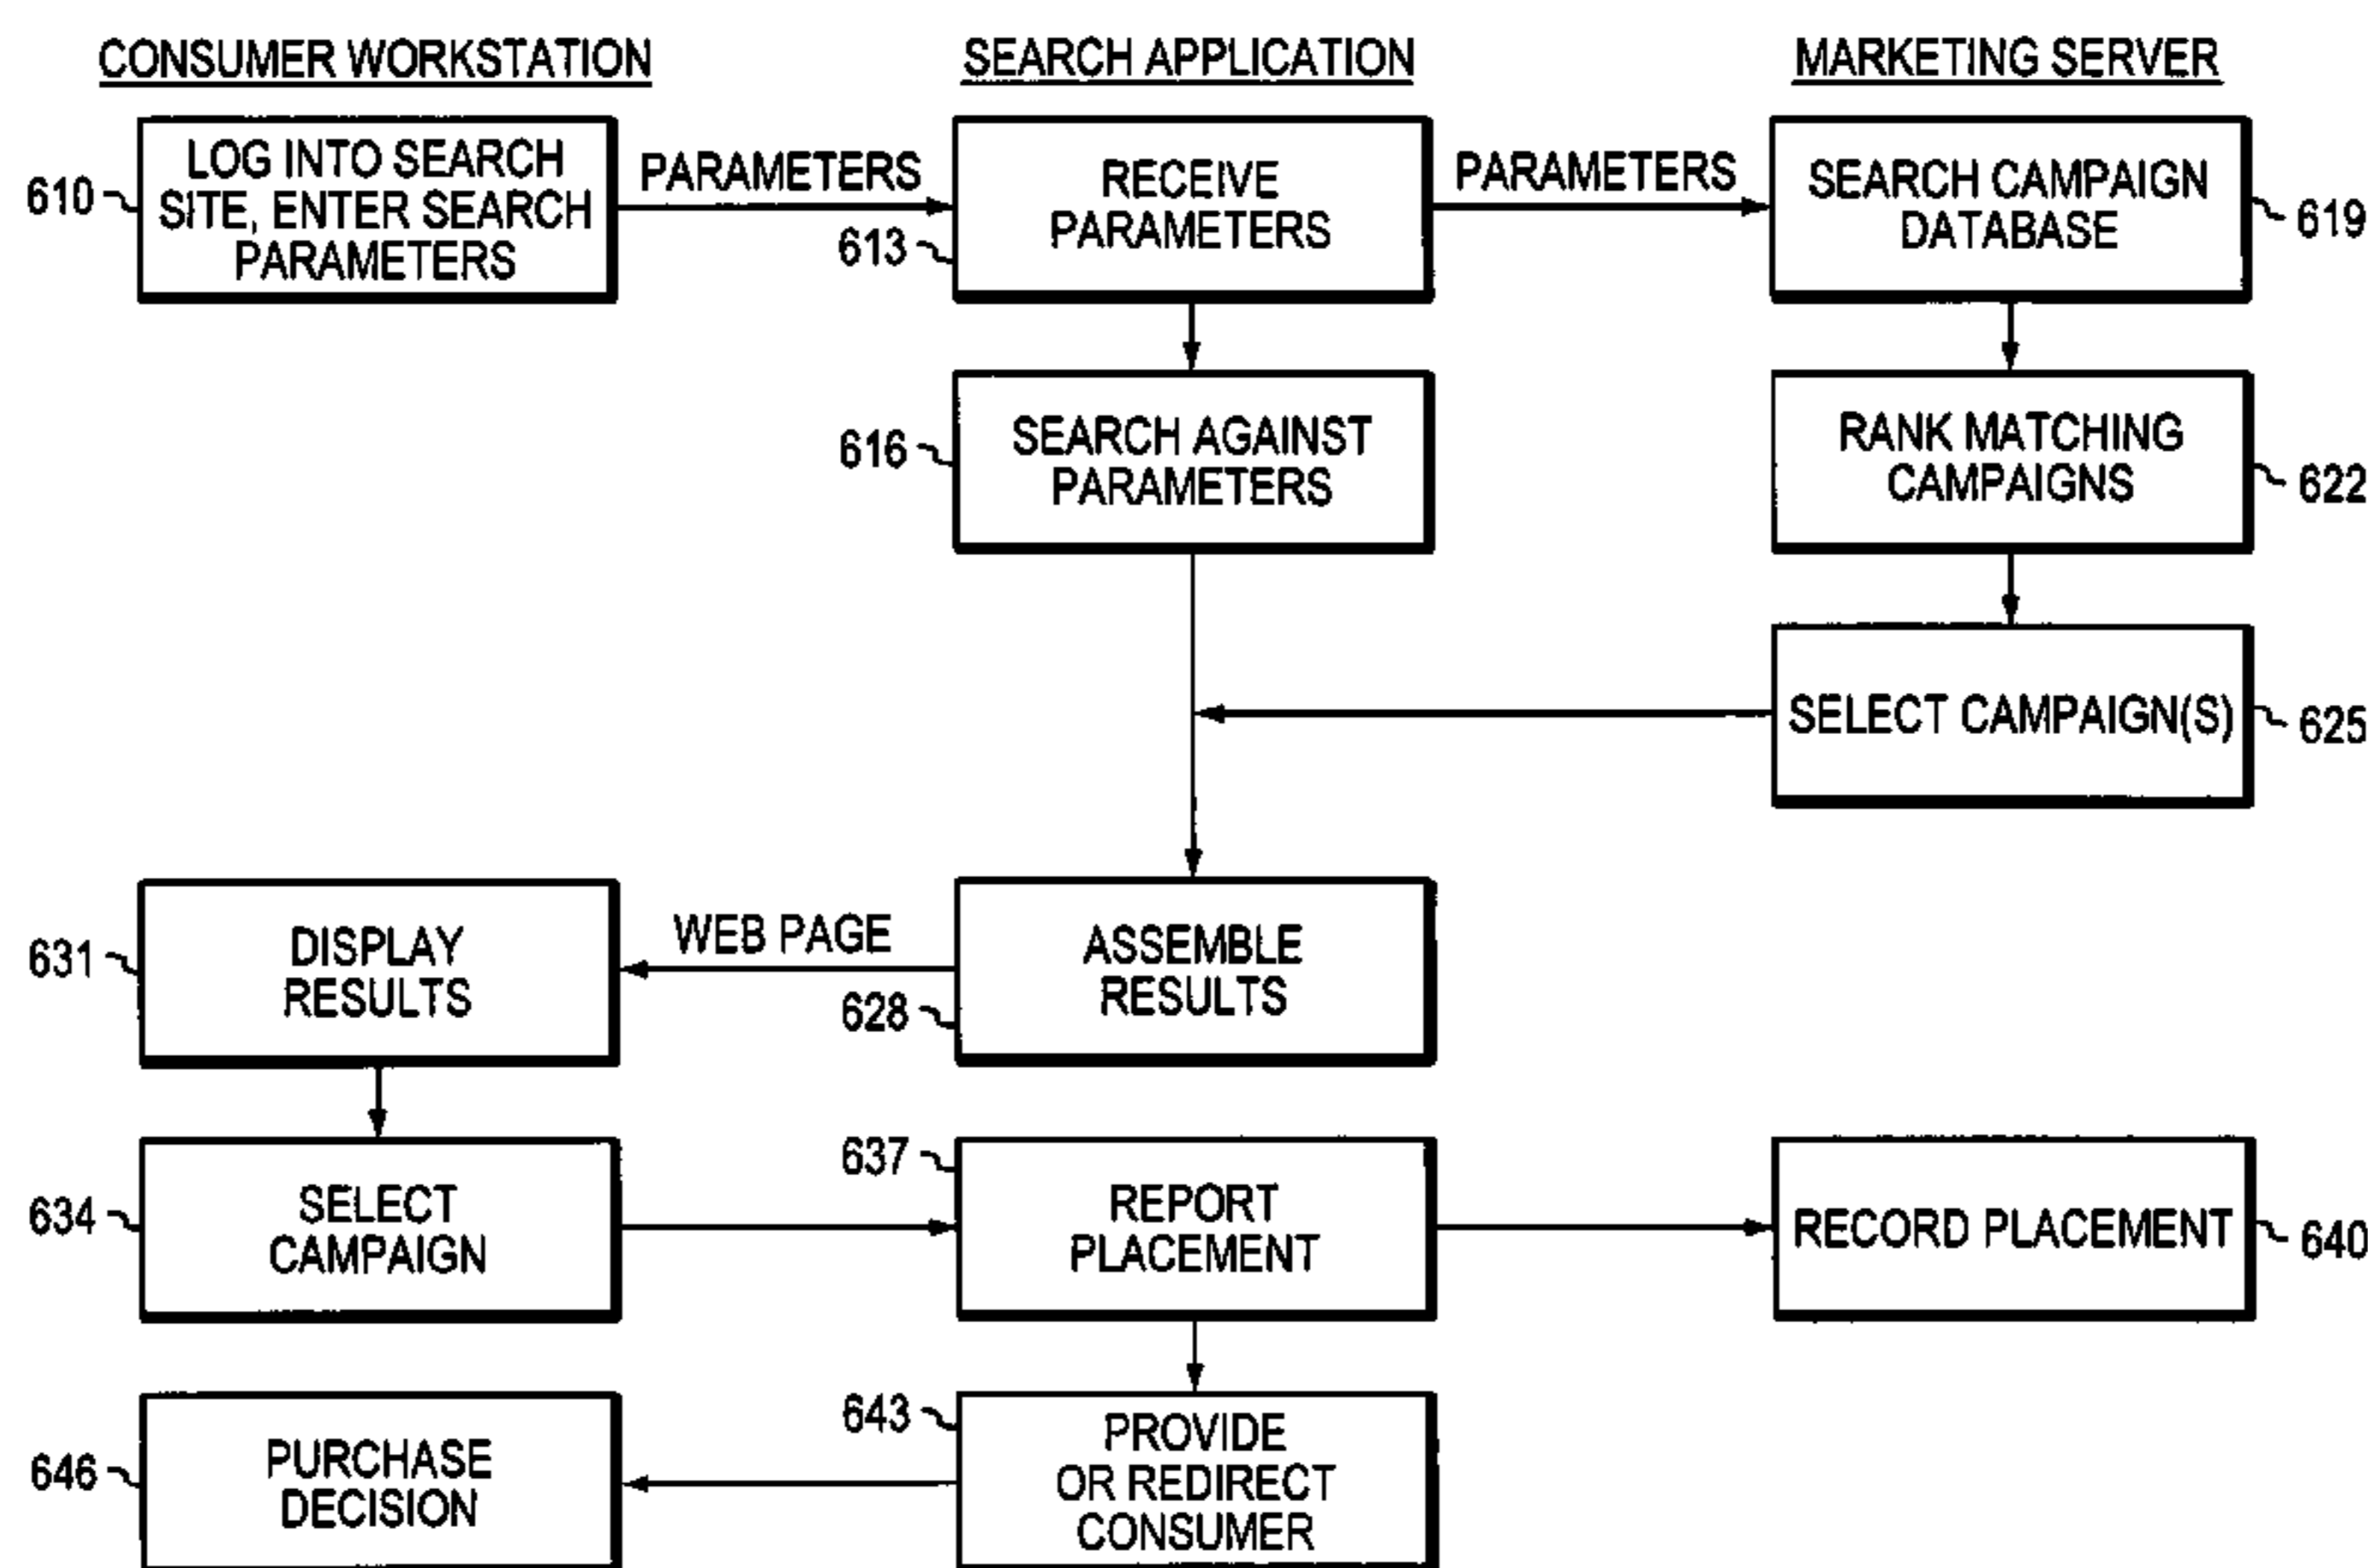 CONSUMER WORKSTATION
SEARCH APPLICATION
MARKETING SERVER
610
LOG INTO SEARCH
SITE, ENTER SEARCH
PARAMETERS
PARAMETERS
613
RECEIVE
PARAMETERS
PARAMETERS
SEARCH CAMPAIGN
DATABASE
619
616
SEARCH AGAINST
PARAMETERS
RANK MATCHING
CAMPAIGNS
622
SELECT CAMPAIGN(S)
625
631
DISPLAY
RESULTS
WEB PAGE
628
ASSEMBLE
RESULTS
634
SELECT
CAMPAIGN
637
REPORT
PLACEMENT
RECORD PLACEMENT
640
646
PURCHASE
DECISION
643
PROVIDE
OR REDIRECT
CONSUMER